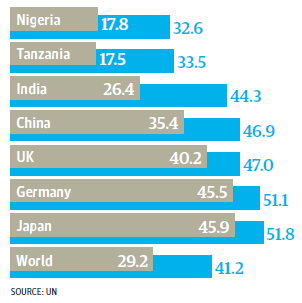 Nigeria 17.8 32.6
Tanzania 17.5 33.5
India 26.4 44.3
China 35.4 46.9
UK 40.2 47.0
Germany 45.5 51.1
Japan 45.9 51.8
World 29.2 41.2
SOURCE: UN